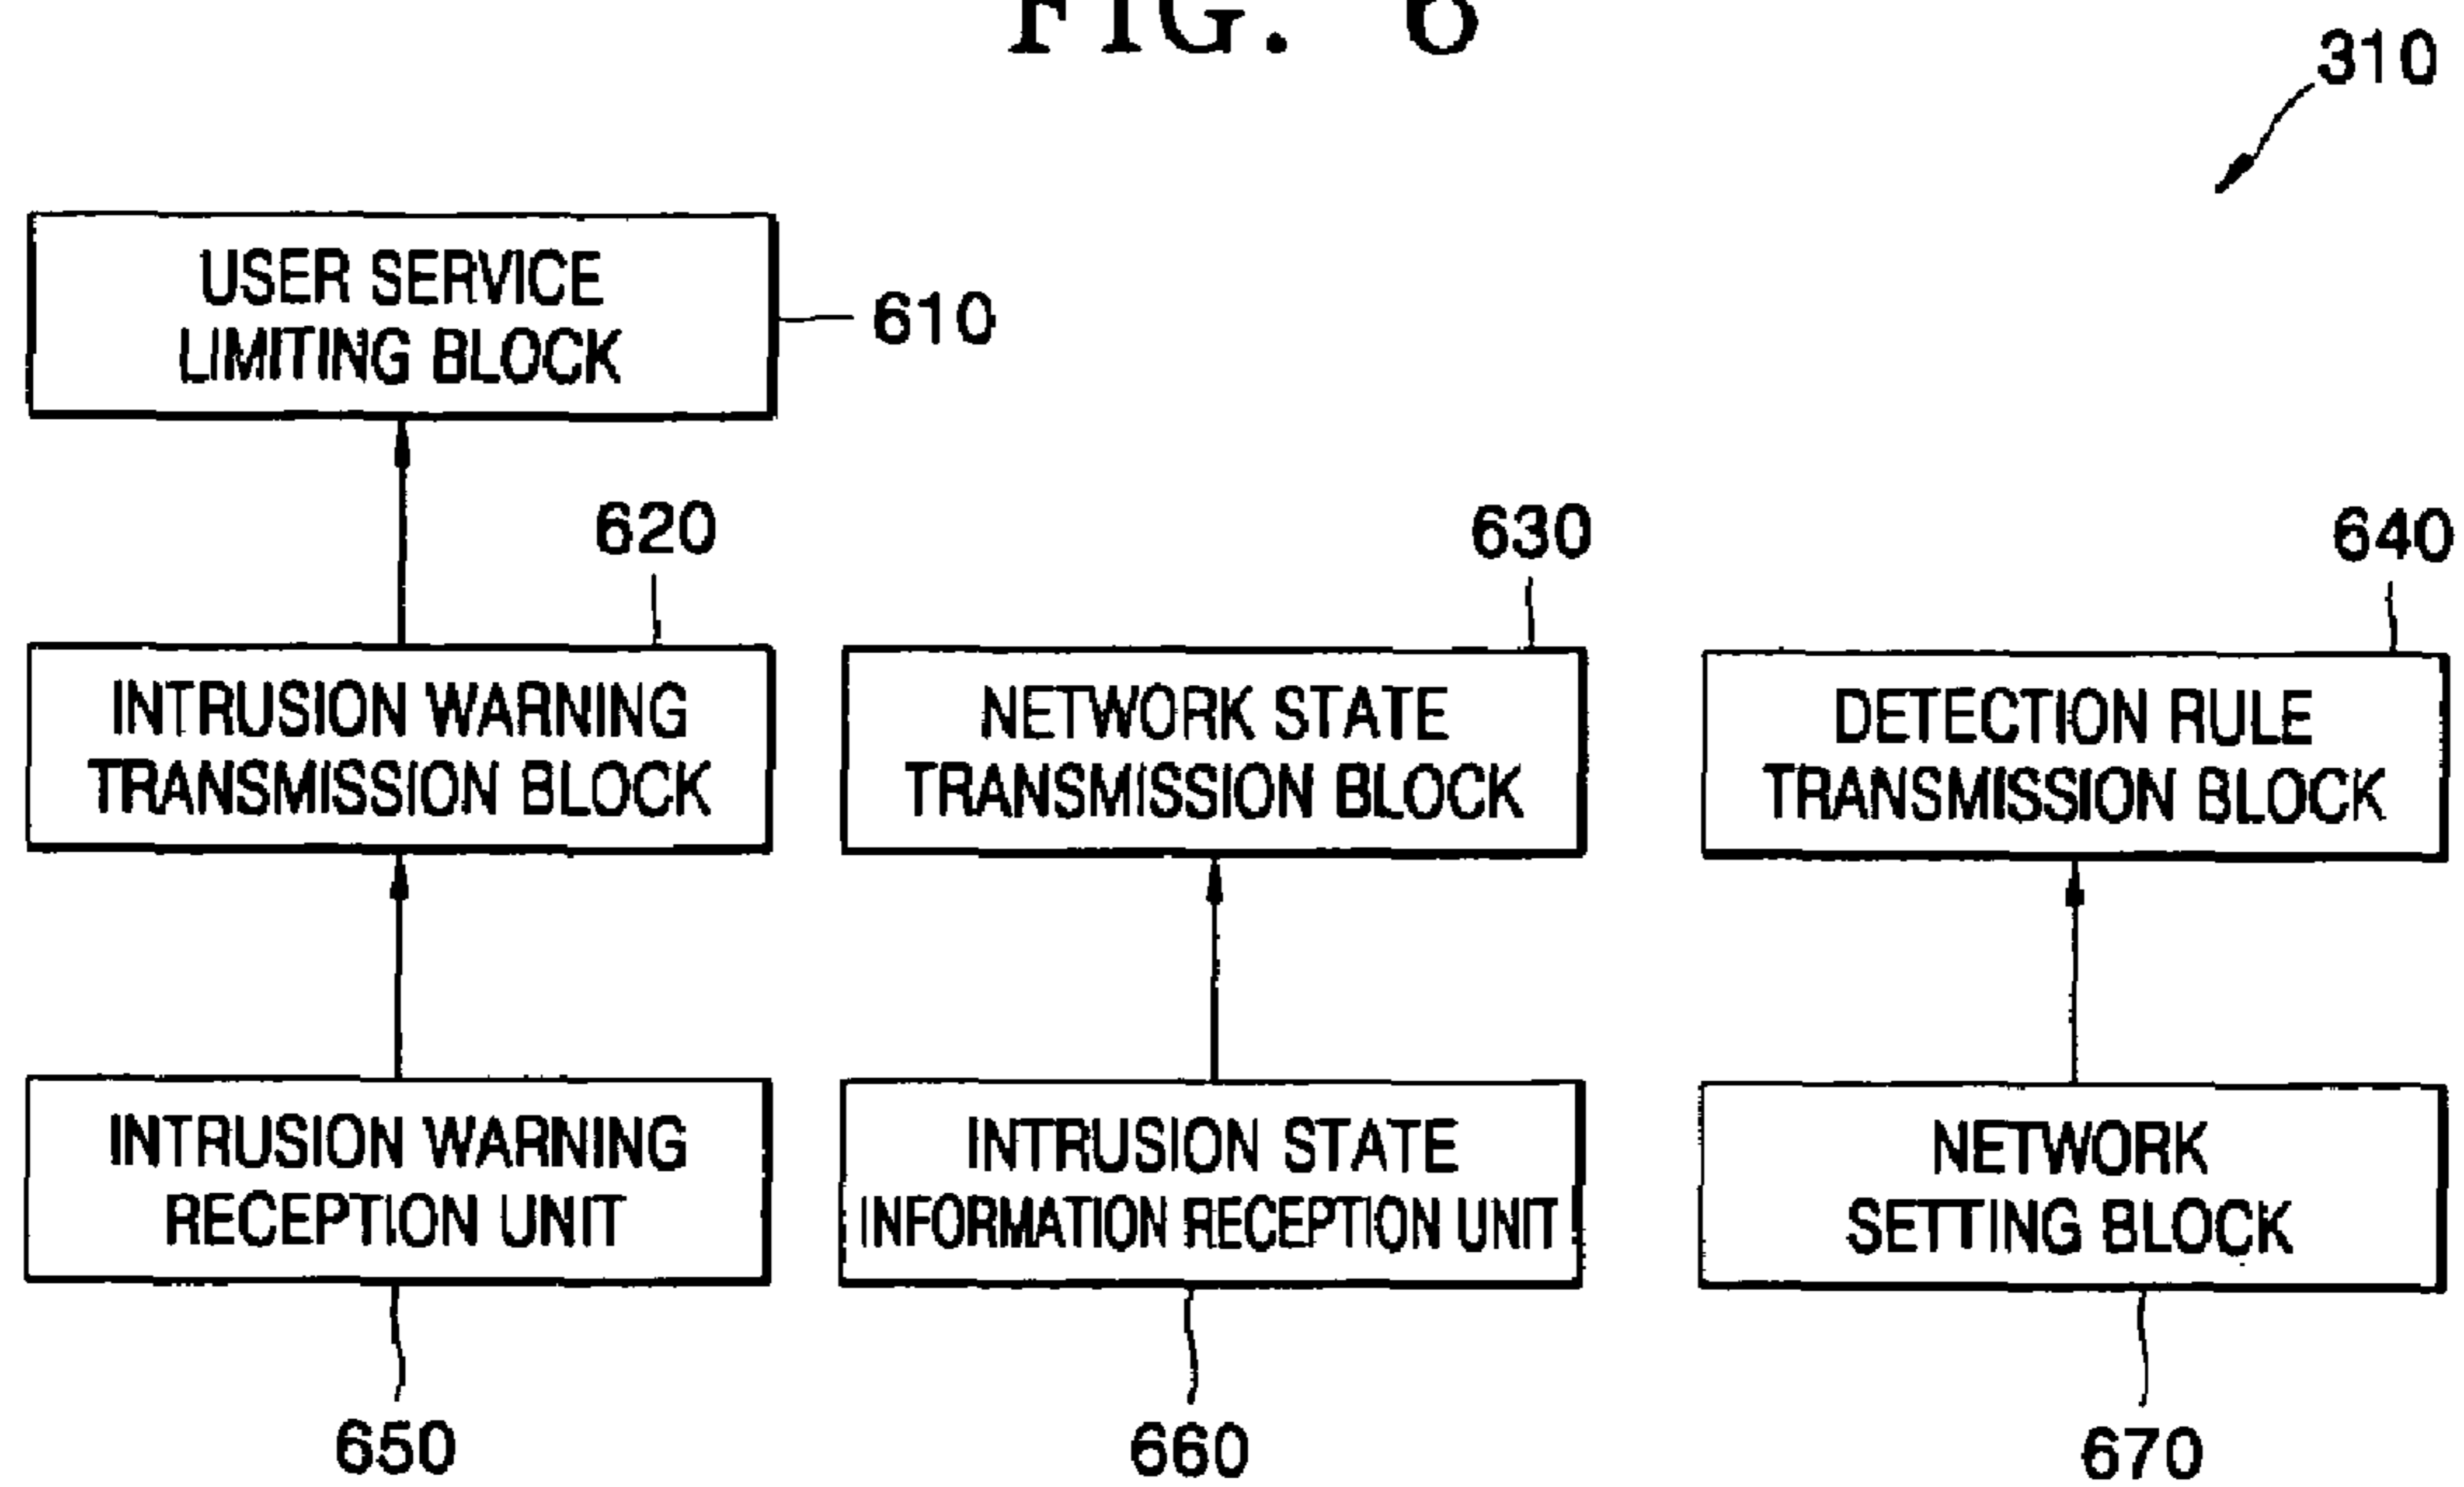 FIG. 6
310
USER SERVICE
LIMITING BLOCK
610
620
630
640
INTRUSION WARNING
TRANSMISSION BLOCK
NETWORK STATE
TRANSMISSION BLOCK
DETECTION RULE
TRANSMISSION BLOCK
INTRUSION WARNING
RECEPTION UNIT
INTRUSION STATE
INFORMATION RECEPTION UNIT
NETWORK
SETTING BLOCK
650
660
670